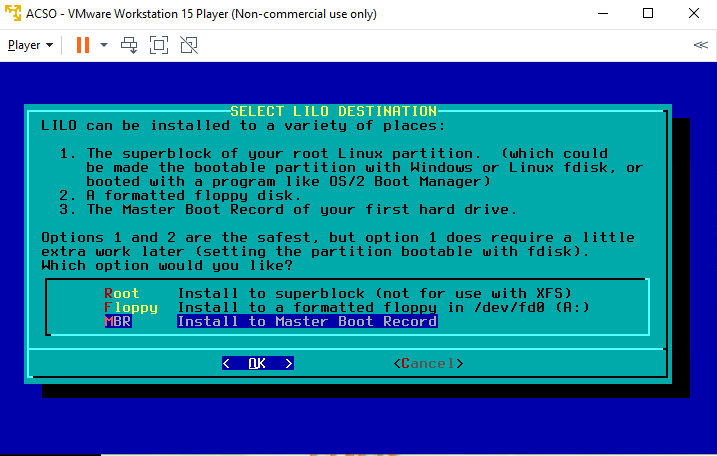 ACSO - VMware Workstation 15 Player (Non-commercial use only)
Player
SELECT LILO DESTINATION
LILO can be installed to a variety of places:
1. The superblock of your root Linux partition.  (which could
be made the bootable partition with Windows or Linux fdisk, or
booted with a program like OS/2 Boot Manager)
2. A formatted floppy disk.
3. The Master Boot Record of your first hard drive.
Options 1 and 2 are the safest, but option 1 does require a little
extra work later (setting the partition bootable with fdisk).
Which option would you like?
Root    Install to superblock (not for use with XFS)
Floppy  Install to a formatted floppy in /dev/fd0 (A:)
MBR     Install to Master Boot Record
<  OK  >    <Cancel>